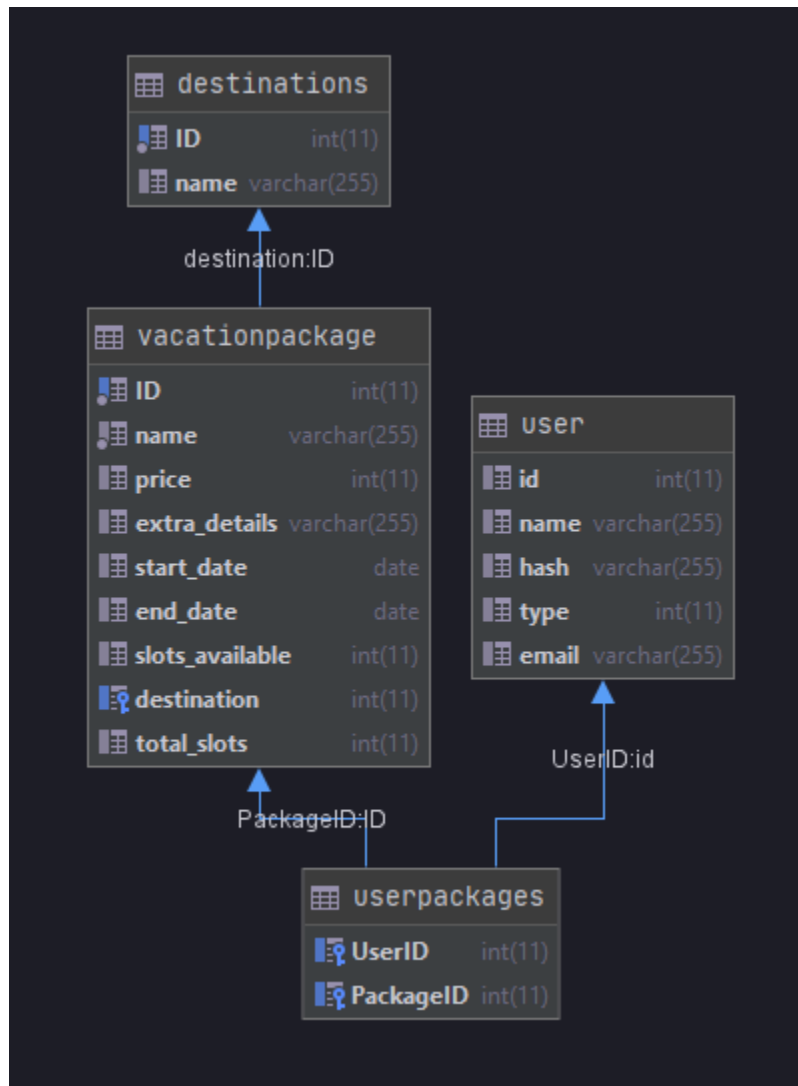 destinations
ID int(11)
name varchar(255)
destination:ID
vacationpackage
ID int(11)
name varchar(255)
price int(11)
extra_details varchar(255)
start_date date
end_date date
slots_available int(11)
destination int(11)
total_slots int(11)
user
id int(11)
name varchar(255)
hash varchar(255)
type int(11)
email varchar(255)
UserID:id
PackageID:ID
userpackages
UserID int(11)
PackageID int(11)